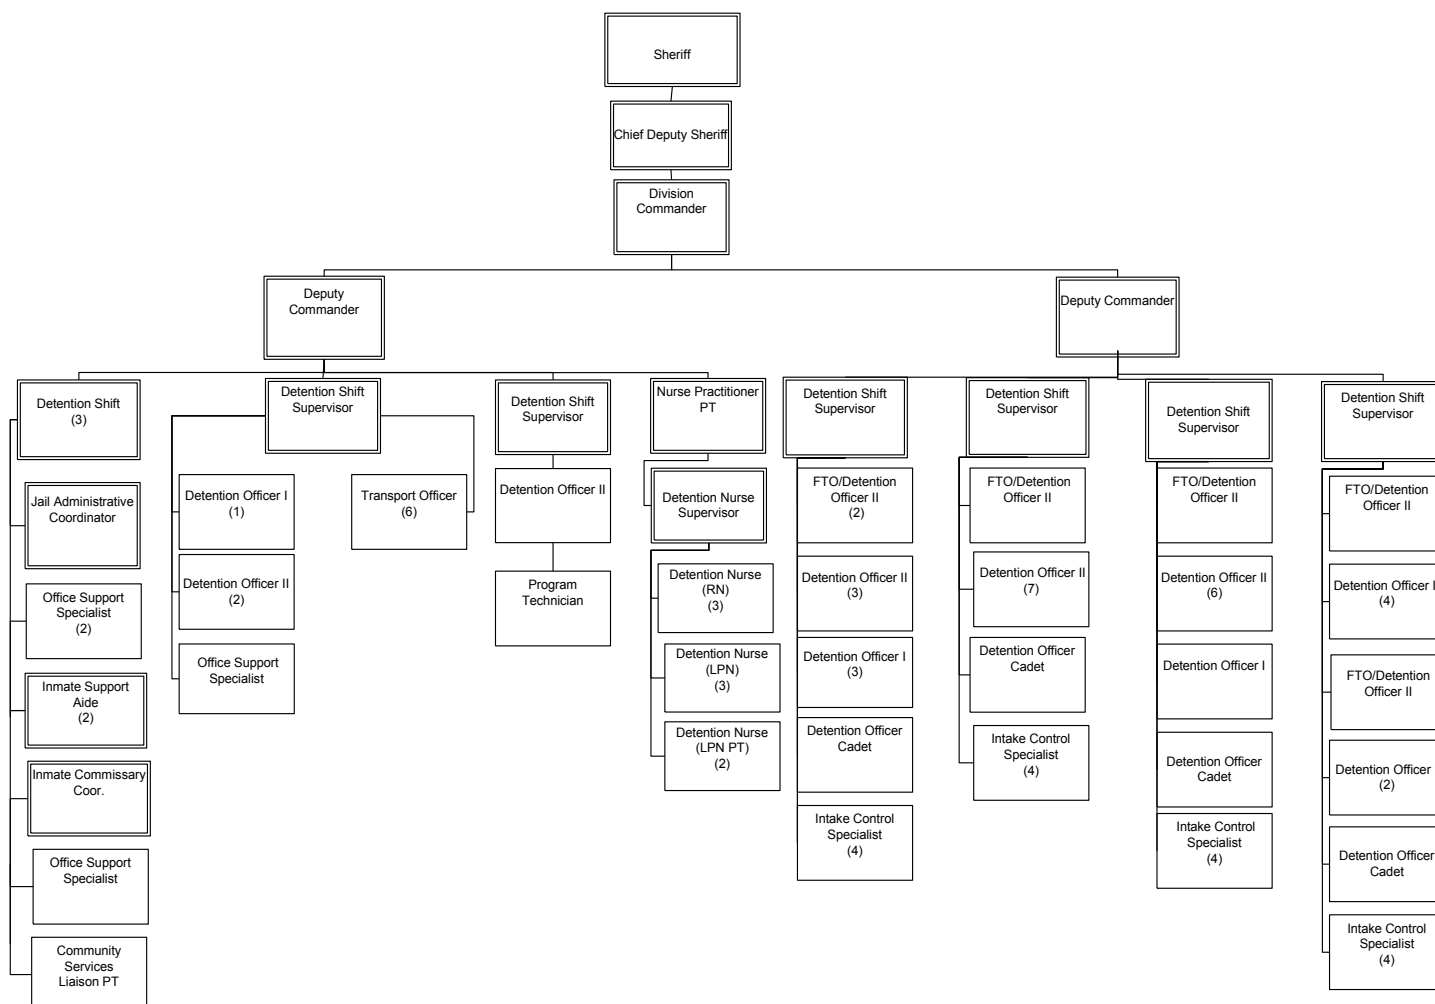 Sheriff
Chief Deputy Sheriff
Division
Commander
Deputy
Commander
Deputy Commander
Detention Shift
(3)
Jail Administrative
Coordinator
Office Support
Specialist
(2)
Inmate Support
Aide
(2)
Inmate Commissary
Coor.
Office Support
Specialist
Community
Services
Liaison PT
Detention Shift
Supervisor
Detention Officer I
(1)
Detention Officer II
(2)
Office Support
Specialist
Transport Officer
(6)
Detention Shift
Supervisor
Detention Officer II
Program
Technician
Nurse Practitioner
PT
Detention Nurse
Supervisor
Detention Nurse
(RN)
(3)
Detention Nurse
(LPN)
(3)
Detention Nurse
(LPN PT)
(2)
Detention Shift
Supervisor
FTO/Detention
Officer II
(2)
Detention Officer II
(3)
Detention Officer I
(3)
Detention Officer
Cadet
Intake Control
Specialist
(4)
Detention Shift
Supervisor
FTO/Detention
Officer II
Detention Officer II
(7)
Detention Officer
Cadet
Intake Control
Specialist
(4)
Detention Shift
Supervisor
FTO/Detention
Officer II
Detention Officer II
(6)
Detention Officer I
Detention Officer
Cadet
Intake Control
Specialist
(4)
Detention Shift
Supervisor
FTO/Detention
Officer II
Detention Officer
(4)
FTO/Detention
Officer II
Detention Officer
(2)
Detention Officer
Cadet
Intake Control
Specialist
(4)